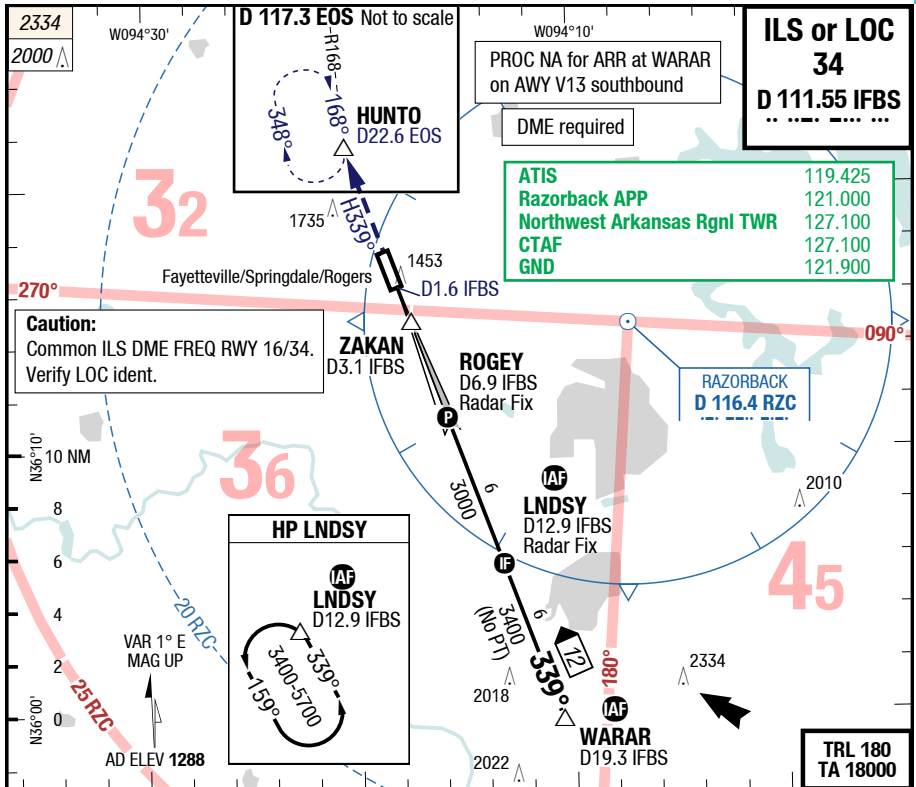 2334
2000
W094°30'
D 117.3 EOS Not to scale
R168
168°
348°
HUNTO
D22.6 EOS
H339°
W094°10'
PROC NA for ARR at WARAR
on AWY V13 southbound
DME required
ILS or LOC
34
D 111.55 IFBS
ATIS 119.425
Razorback APP 121.000
Northwest Arkansas Rgnl TWR 127.100
CTAF 127.100
GND 121.900
32
1735
1453
Fayetteville/Springdale/Rogers
D1.6 IFBS
270°
090°
Caution:
Common ILS DME FREQ RWY 16/34.
Verify LOC ident.
ZAKAN
D3.1 IFBS
ROGEY
D6.9 IFBS
Radar Fix
P
RAZORBACK
D 116.4 RZC
N36°10'
10 NM
8
6
4
2
0
N36°00'
36
6
3000
IAF
LNDSY
D12.9 IFBS
Radar Fix
IF
2010
45
HP LNDSY
IAF
LNDSY
D12.9 IFBS
339°
3400-5700
159°
20 RZC
25 RZC
VAR 1° E
MAG UP
AD ELEV 1288
6
3400
(No PT)
339°
12
180°
2018
2334
IAF
WARAR
D19.3 IFBS
2022
TRL 180
TA 18000